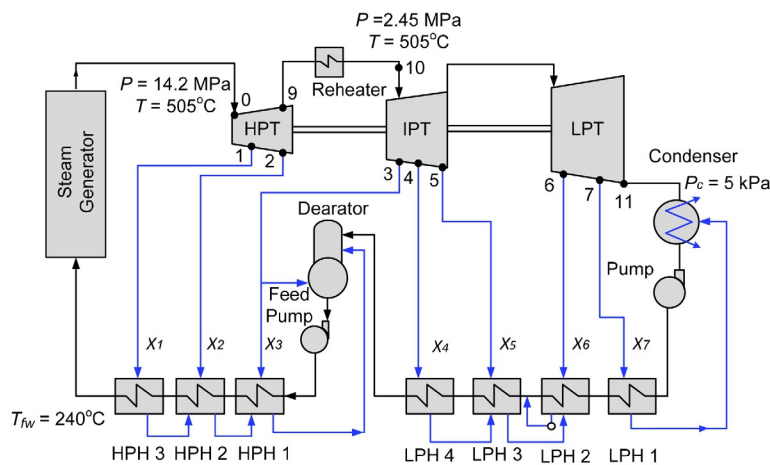 P =2.45 MPa
T = 505°C
P = 14.2 MPa
T = 505°C
0
9
Reheater
10
HPT
IPT
LPT
1
2
3
4
5
6
7
11
Steam
Generator
Condenser
Pc = 5 kPa
Dearator
Feed
Pump
Pump
X1
X2
X3
X4
X5
X6
X7
Tfw = 240°C
HPH 3
HPH 2
HPH 1
LPH 4
LPH 3
LPH 2
LPH 1